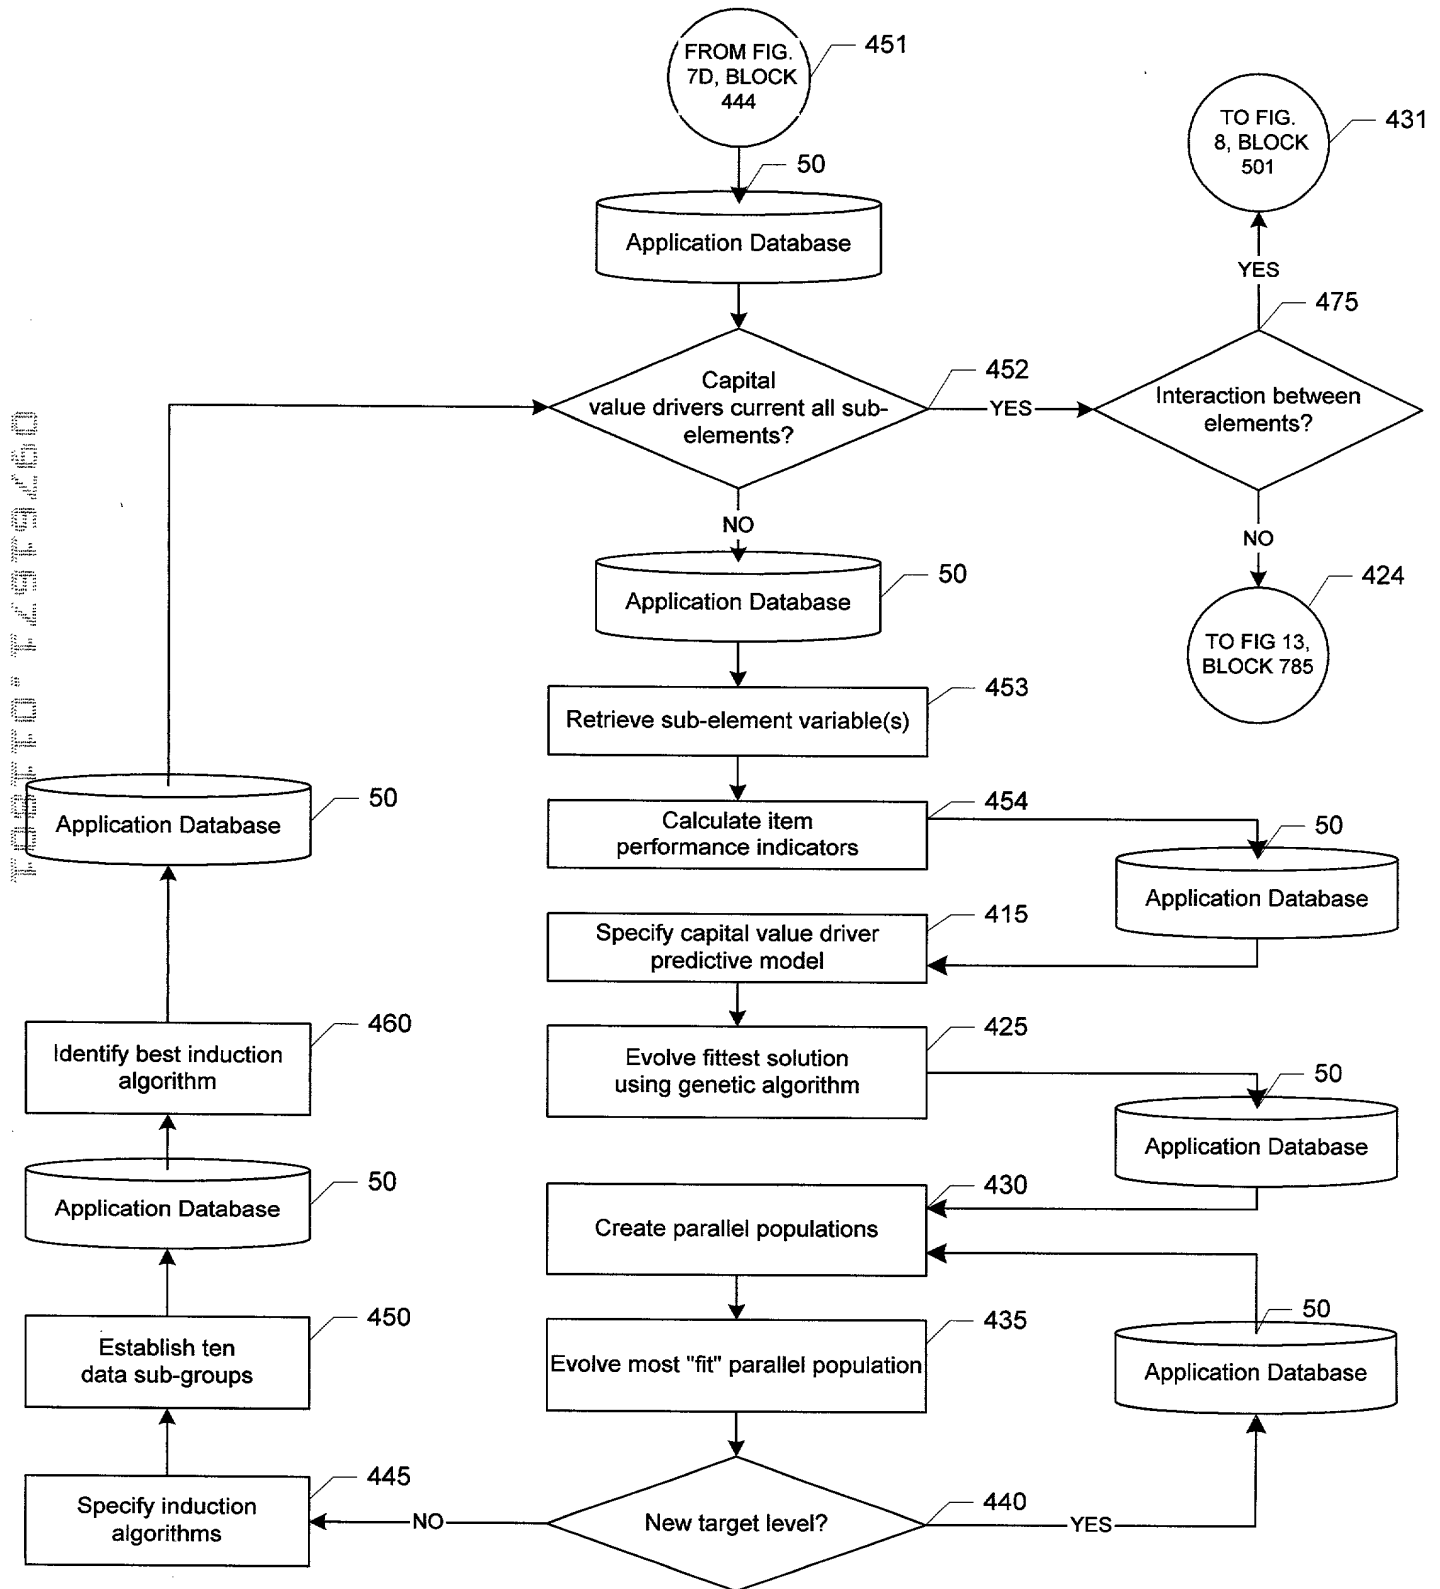 FROM FIG.
7D, BLOCK
444
451
TO FIG.
8, BLOCK
501
431
50
Application Database
YES
475
Capital
value drivers current all sub-
elements?
452
YES
Interaction between
elements?
NO
NO
50
Application Database
424
TO FIG 13,
BLOCK 785
453
Retrieve sub-element variable(s)
50
Application Database
454
Calculate item
performance indicators
50
Application Database
415
Specify capital value driver
predictive model
460
Identify best induction
algorithm
425
Evolve fittest solution
using genetic algorithm
50
Application Database
50
Application Database
430
Create parallel populations
450
Establish ten
data sub-groups
435
Evolve most "fit" parallel population
50
Application Database
445
Specify induction
algorithms
NO
New target level?
440
YES